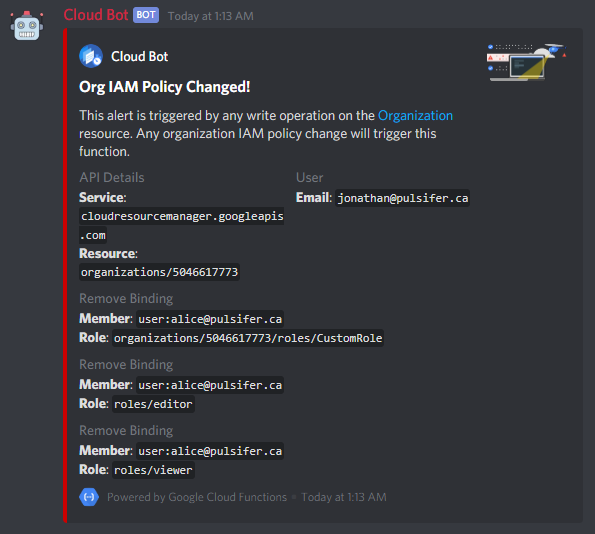 Cloud Bot BOT Today at 1:13 AM
Cloud Bot
Org IAM Policy Changed!
This alert is triggered by any write operation on the Organization
resource. Any organization IAM policy change will trigger this
function.
API Details
Service:
cloudresourcemanager.googleapis
.com
Resource:
organizations/5046617773
User
Email: jonathan@pulsifer.ca
Remove Binding
Member: user:alice@pulsifer.ca
Role: organizations/5046617773/roles/CustomRole
Remove Binding
Member: user:alice@pulsifer.ca
Role: roles/editor
Remove Binding
Member: user:alice@pulsifer.ca
Role: roles/viewer
Powered by Google Cloud Functions • Today at 1:13 AM